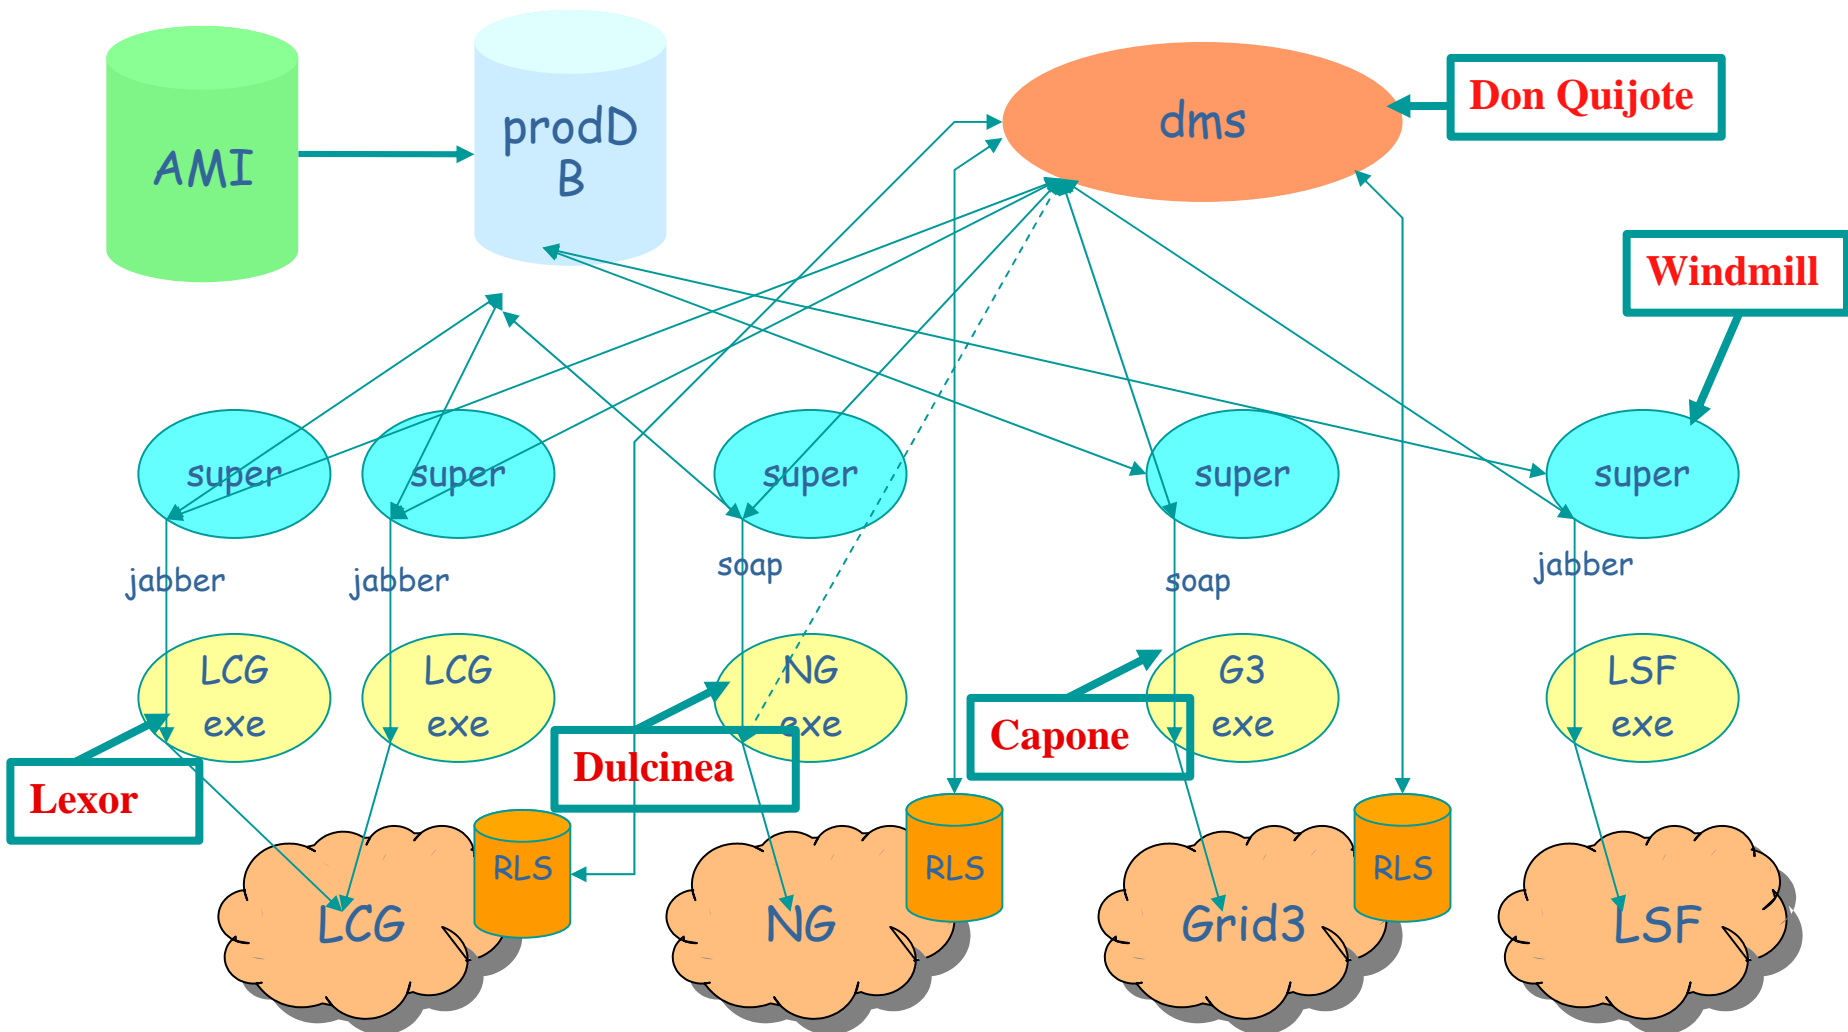 AMI
prodD
B
dms
Don Quijote
Windmill
super
super
super
super
super
jabber
jabber
soap
soap
jabber
LCG
exe
LCG
exe
NG
exe
G3
exe
LSF
exe
Lexor
Dulcinea
Capone
RLS
RLS
RLS
LCG
NG
Grid3
LSF